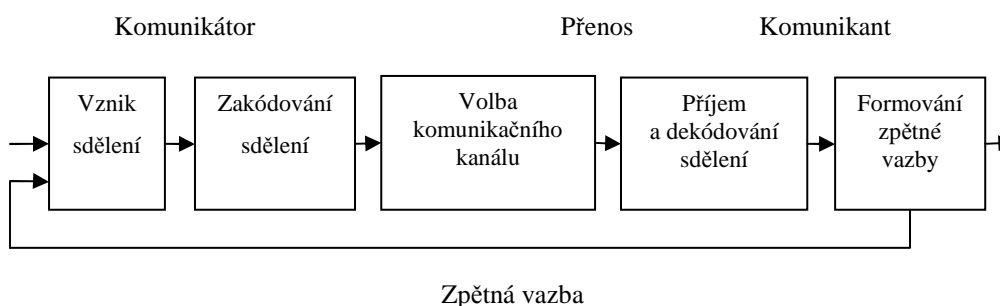 Komunikátor Přenos Komunikant
Vznik
sdělení
Zakódování
sdělení
Volba
komunikačního
kanálu
Příjem
a dekódování
sdělení
Formování
zpětné
vazby
Zpětná vazba